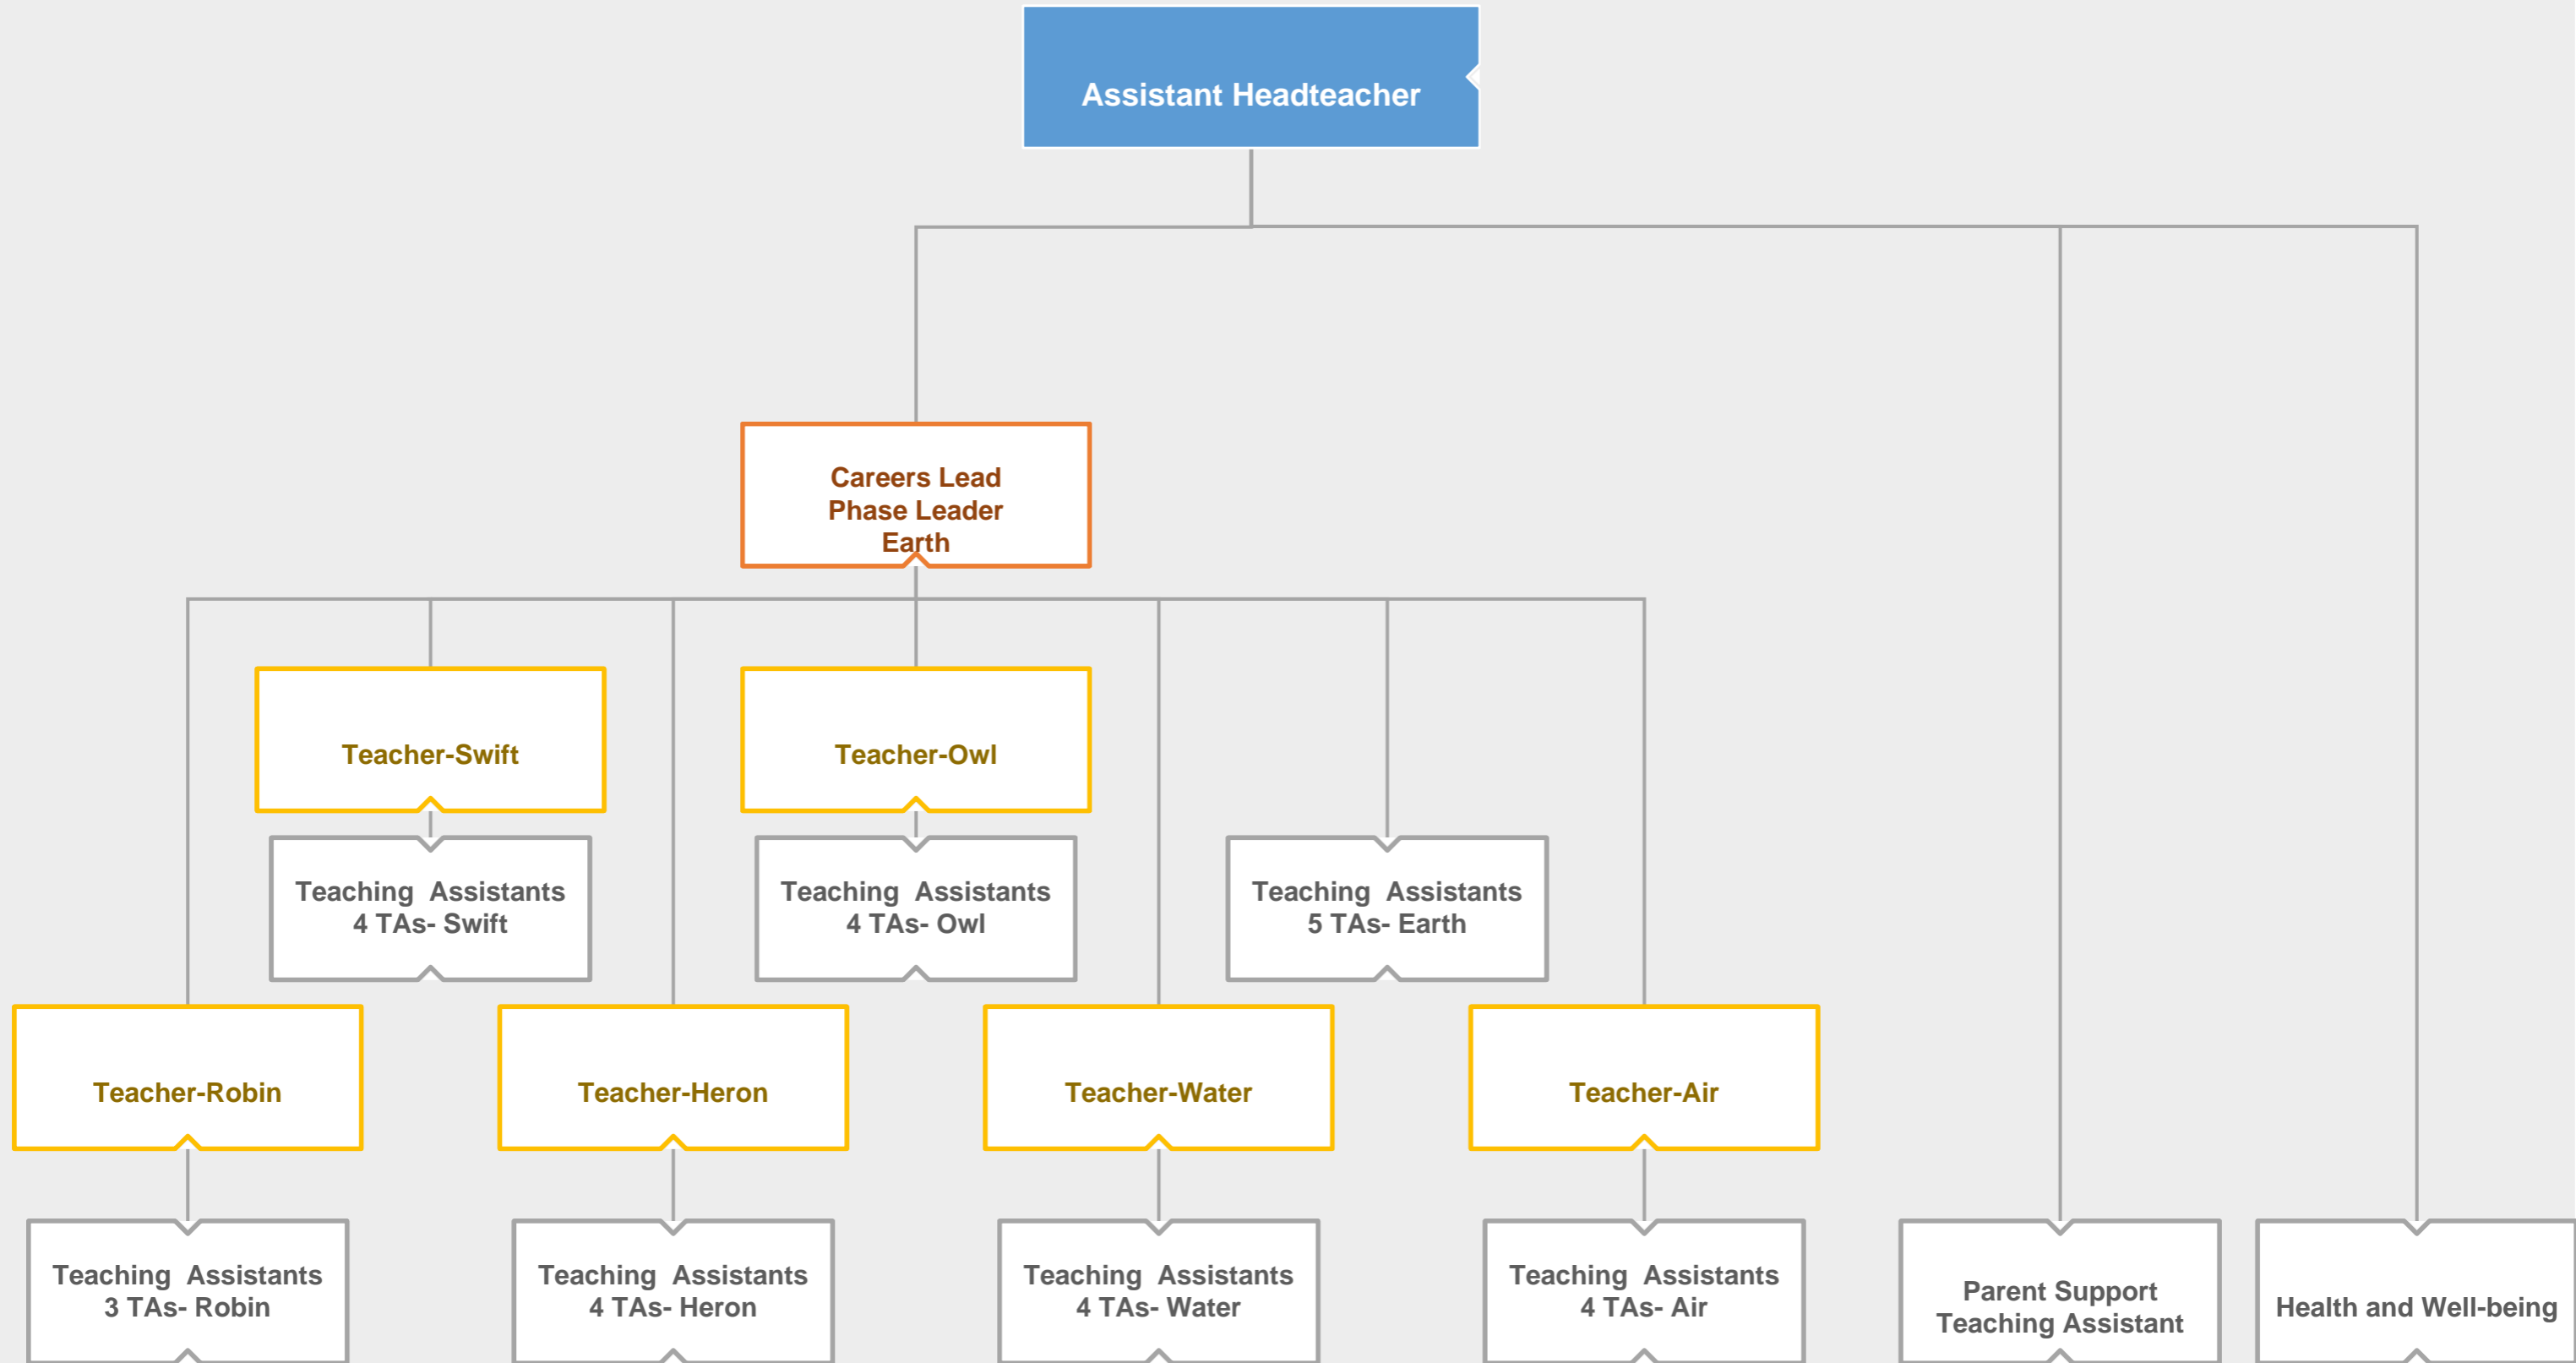 Assistant Headteacher
Careers Lead
Phase Leader
Earth
Teacher-Swift
Teacher-Owl
Teaching  Assistants
4 TAs- Swift
Teaching  Assistants
4 TAs- Owl
Teaching  Assistants
5 TAs- Earth
Teacher-Robin
Teacher-Heron
Teacher-Water
Teacher-Air
Teaching  Assistants
3 TAs- Robin
Teaching  Assistants
4 TAs- Heron
Teaching  Assistants
4 TAs- Water
Teaching  Assistants
4 TAs- Air
Parent Support
Teaching Assistant
Health and Well-being